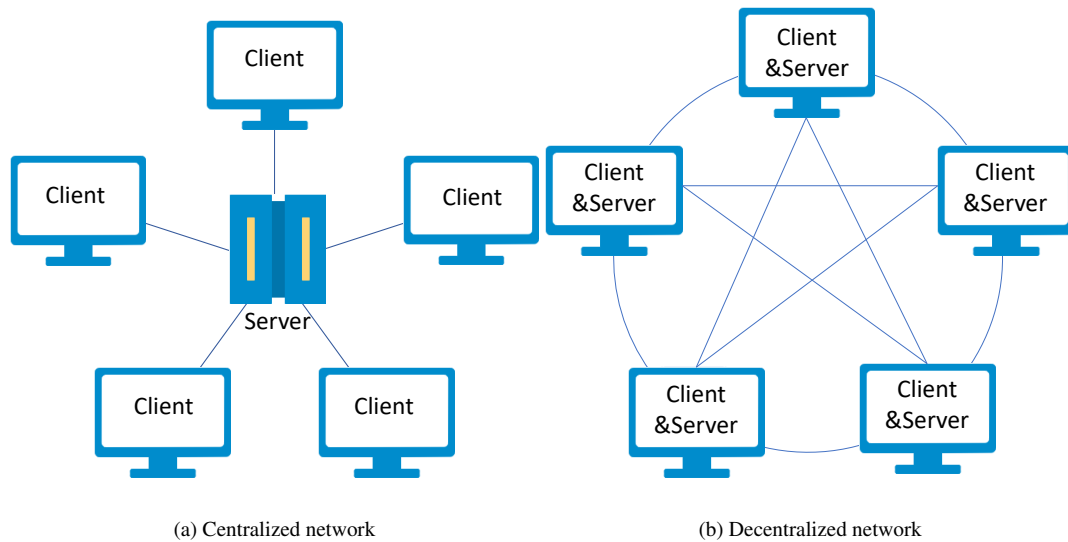 Client
Client
Client
Server
Client
Client
(a) Centralized network
Client
&Server
Client
&Server
Client
&Server
Client
&Server
Client
&Server
(b) Decentralized network